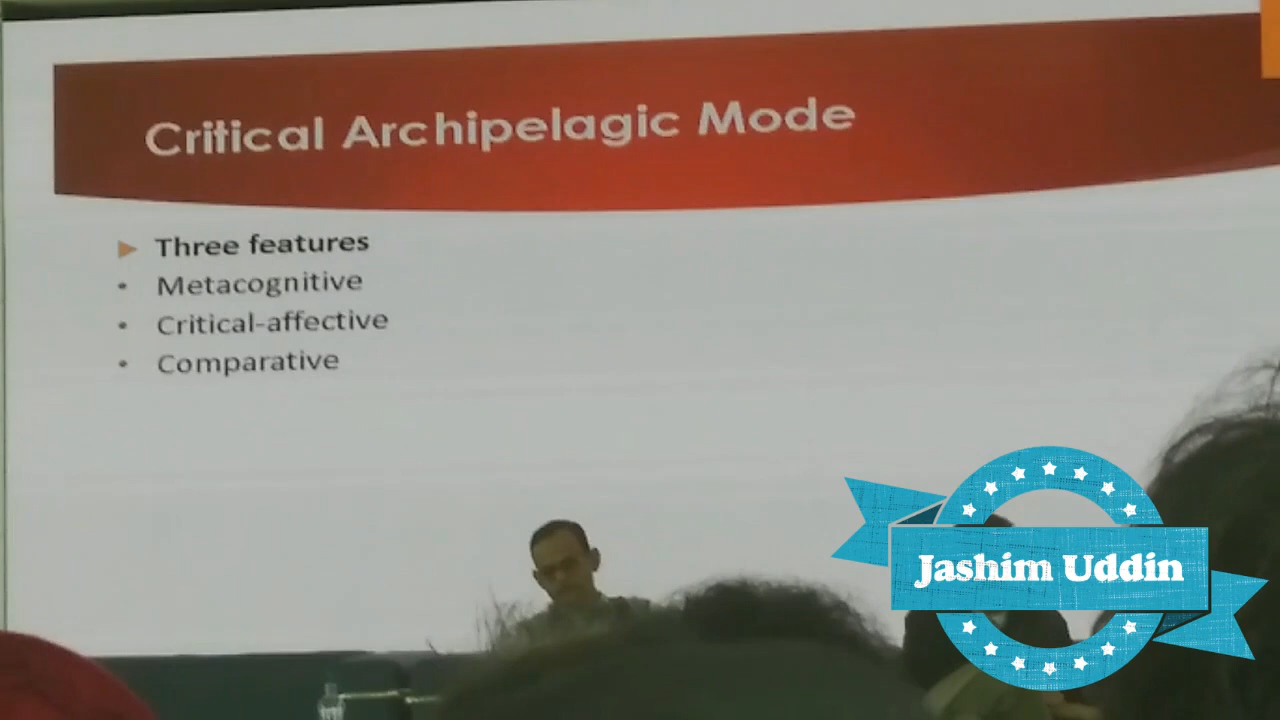 Critical Archipelagic Mode
Three features
Metacognitive
Critical-affective
Comparative
Jashim Uddin